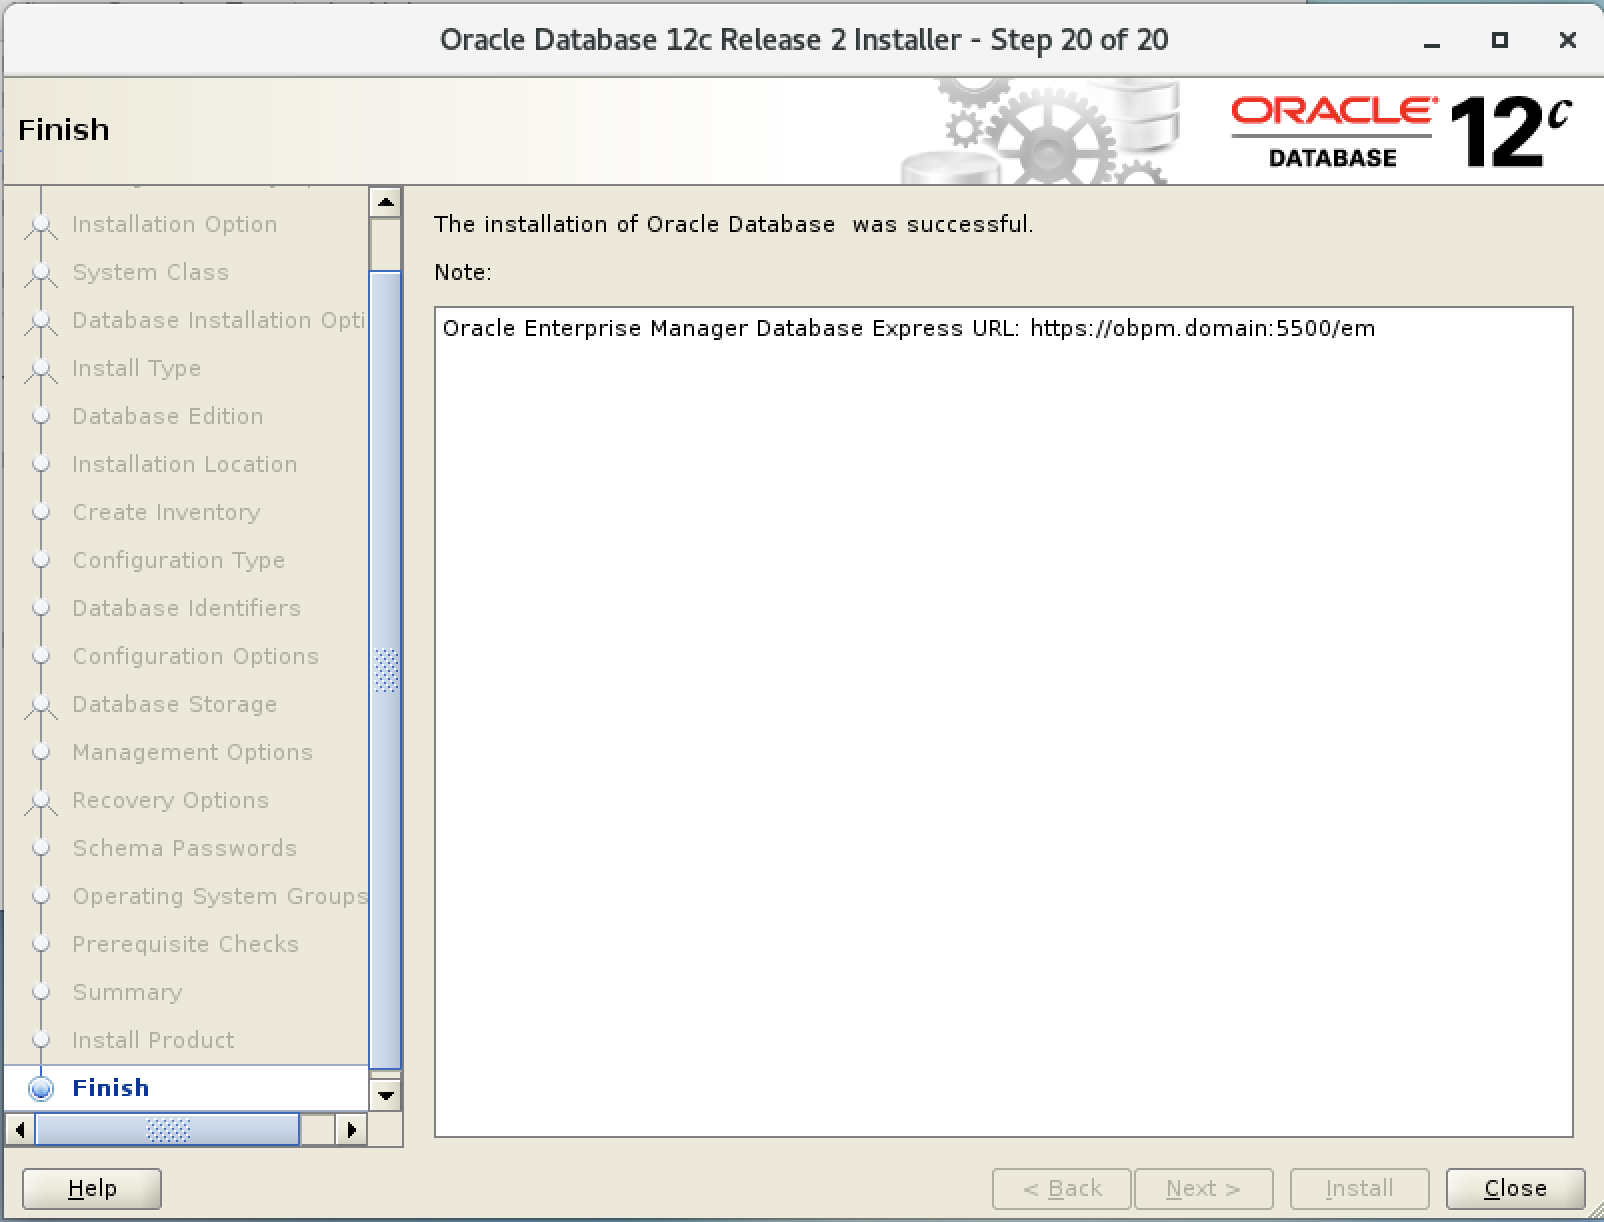 Oracle Database 12c Release 2 Installer - Step 20 of 20
Finish
ORACLE
DATABASE
12c
Installation Option
System Class
Database Installation Opti
Install Type
Database Edition
Installation Location
Create Inventory
Configuration Type
Database Identifiers
Configuration Options
Database Storage
Management Options
Recovery Options
Schema Passwords
Operating System Groups
Prerequisite Checks
Summary
Install Product
Finish
The installation of Oracle Database  was successful.
Note:
Oracle Enterprise Manager Database Express URL: https://obpm.domain:5500/em
Help
< Back
Next >
Install
Close